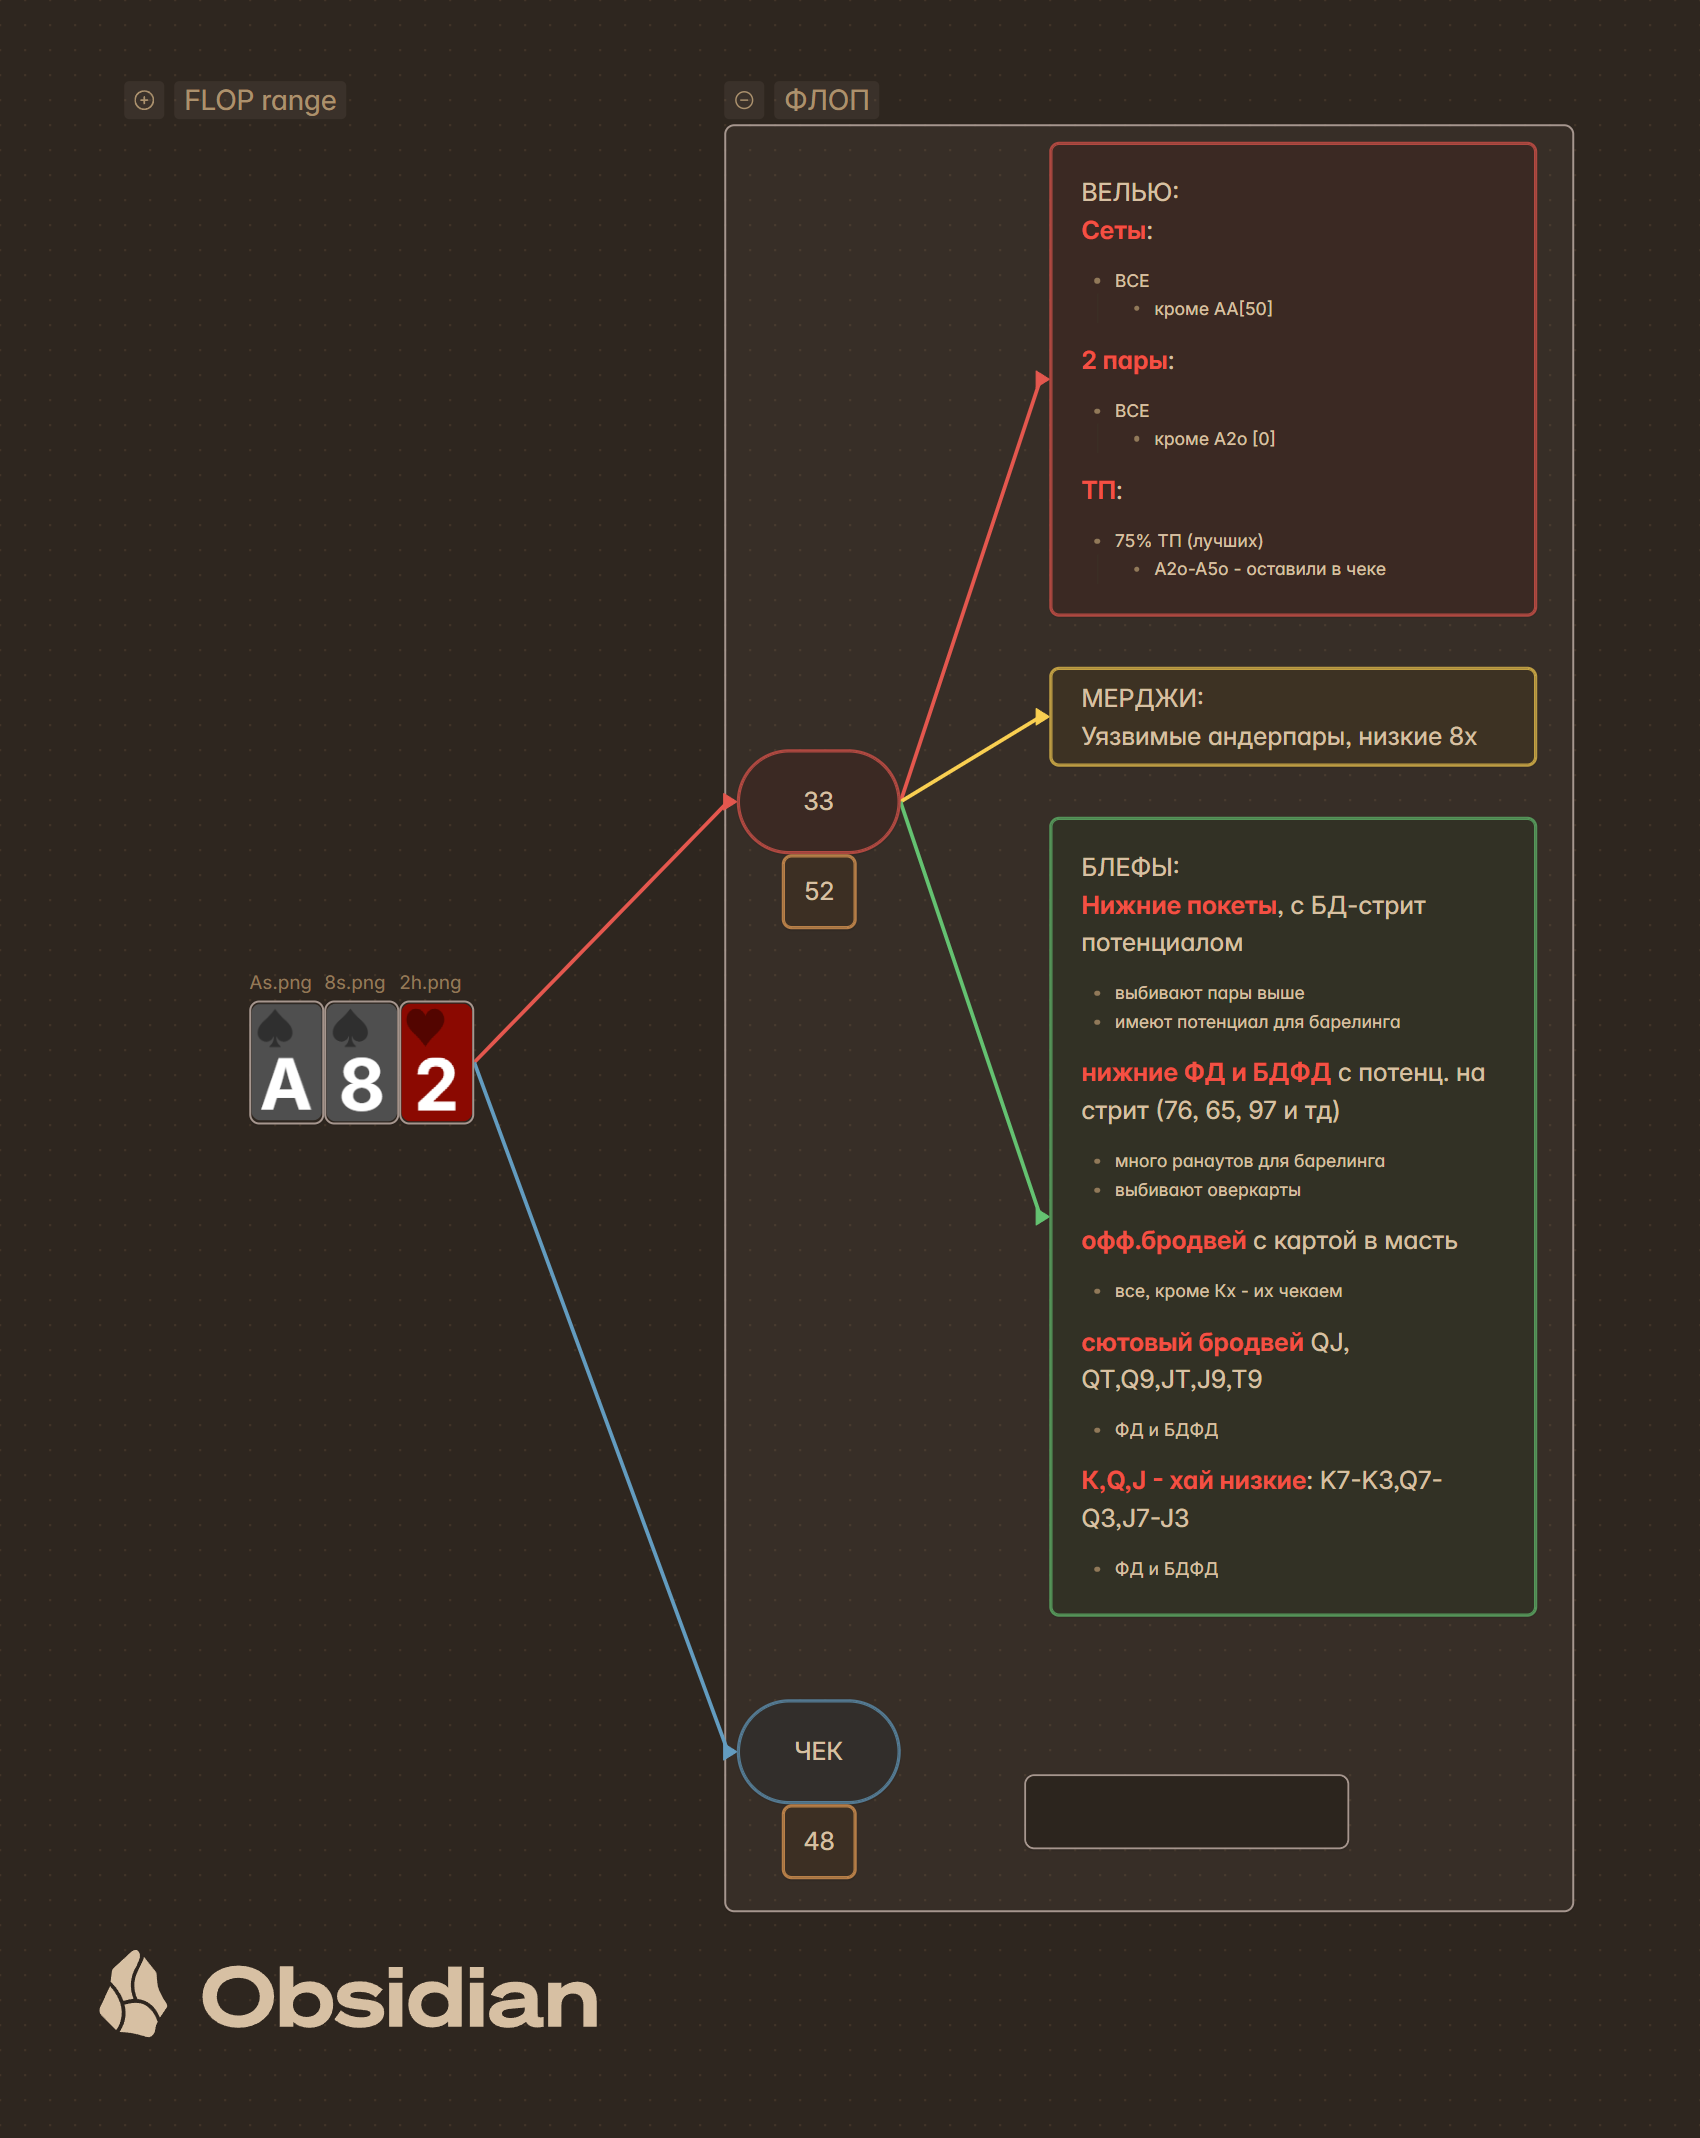 FLOP range
ФЛОП
ВЕЛЬЮ:
Сеты:
ВСЕ
кроме AA[50]
2 пары:
ВСЕ
кроме A2o [0]
ТП:
75% ТП (лучших)
A2o-A5o - оставили в чеке
МЕРДЖИ:
Уязвимые андерпары, низкие 8х
33
52
БЛЕФЫ:
Нижние покеты, с БД-стрит
потенциалом
выбивают пары выше
имеют потенциал для барелинга
нижние ФД и БДФД с потенц. на
стрит (76, 65, 97 и тд)
много ранаутов для барелинга
выбивают оверкарты
офф.бродвей с картой в масть
все, кроме Кх - их чекаем
сютовый бродвей QJ,
QT,Q9,JT,J9,T9
ФД и БДФД
K,Q,J - хай низкие: K7-K3,Q7-
Q3,J7-J3
ФД и БДФД
As.png 8s.png 2h.png
A 8 2
ЧЕК
48
Obsidian